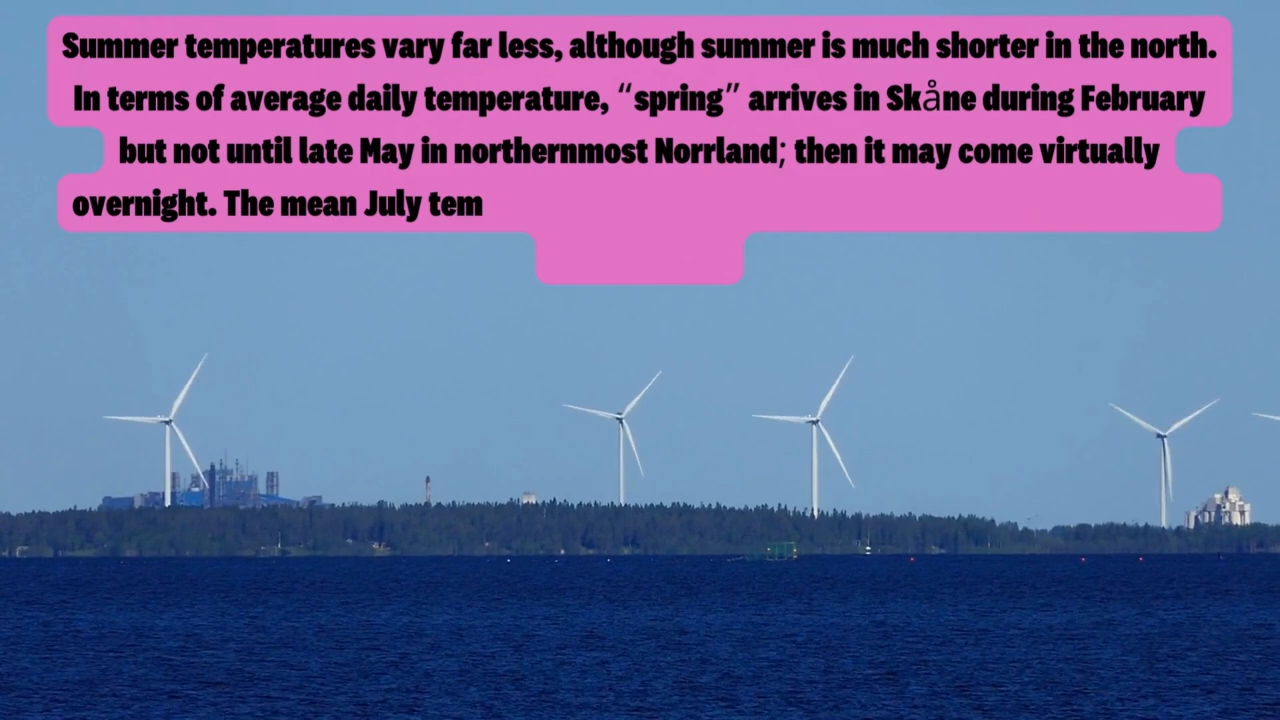 Summer temperatures vary far less, although summer is much shorter in the north.
In terms of average daily temperature, “spring” arrives in Skåne during February
but not until late May in northernmost Norrland; then it may come virtually
overnight. The mean July tem